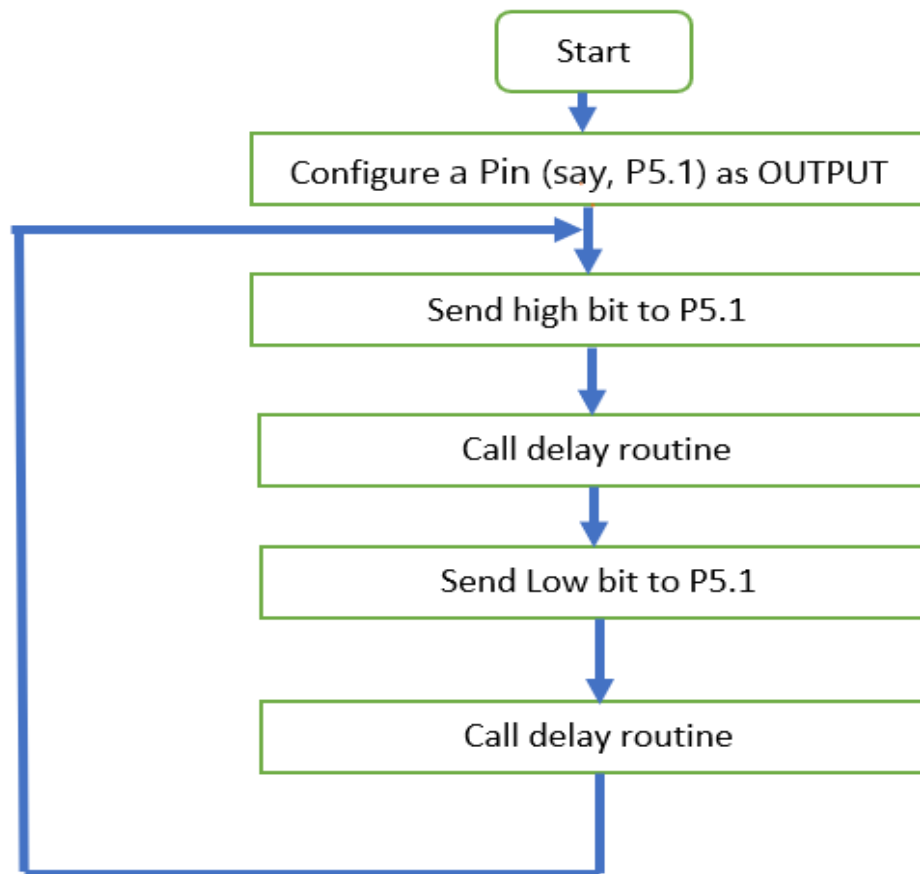 Start
Configure a Pin (say, P5.1) as OUTPUT
Send high bit to P5.1
Call delay routine
Send Low bit to P5.1
Call delay routine